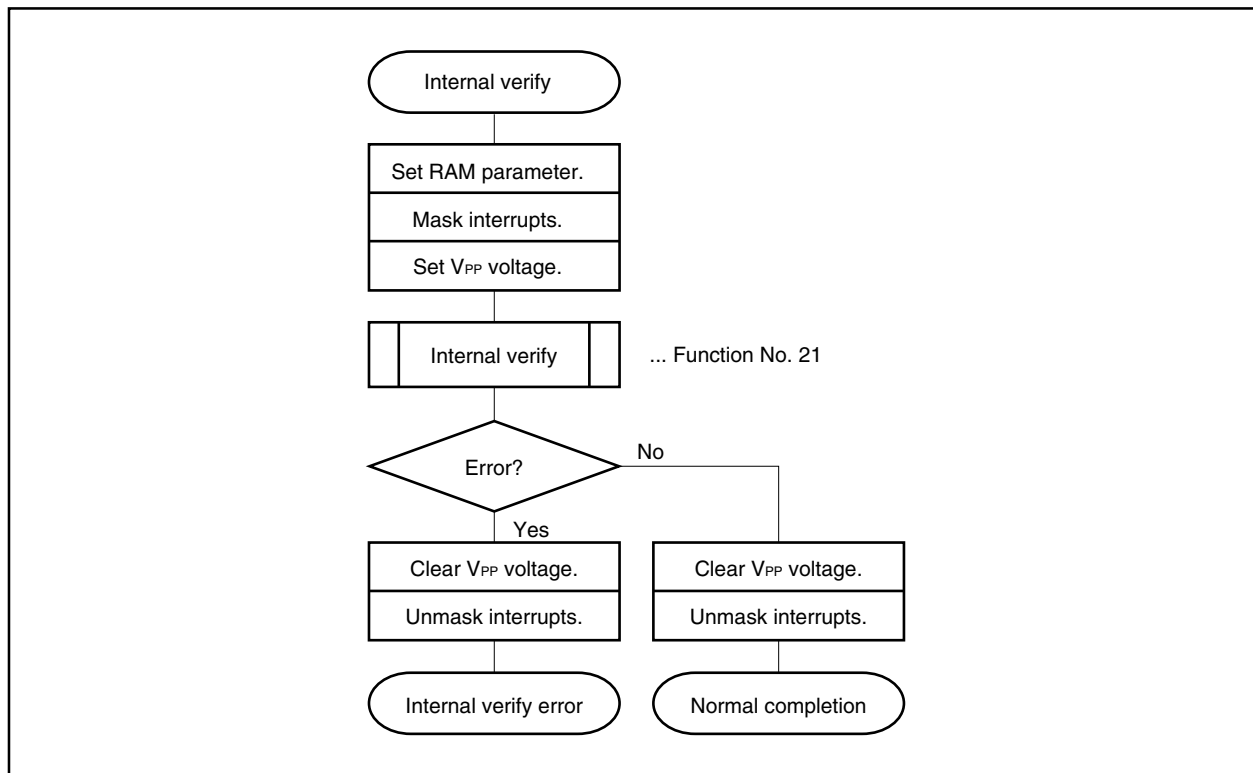 Internal verify
Set RAM parameter.
Mask interrupts.
Set VPP voltage.
Internal verify
... Function No. 21
Error?
No
Yes
Clear VPP voltage.
Unmask interrupts.
Internal verify error
Clear VPP voltage.
Unmask interrupts.
Normal completion